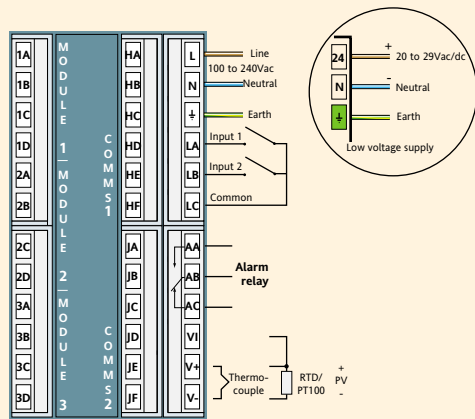 1A
1B
1C
1D
2A
2B
2C
2D
3A
3B
3C
3D
MODULE 1
MODULE 2
MODULE 3
COMMS 1
COMMS 2
HA
HB
HC
HD
HE
HF
JA
JB
JC
JD
JE
JF
L
N
LA
LB
LC
AA
AB
AC
VI
V+
V-
Line
100 to 240Vac
Neutral
Earth
Input 1
Input 2
Common
Alarm
relay
Thermo-
couple
RTD/
PT100
+
PV
-
24
N
+
20 to 29Vac/dc
-
Neutral
Earth
Low voltage supply